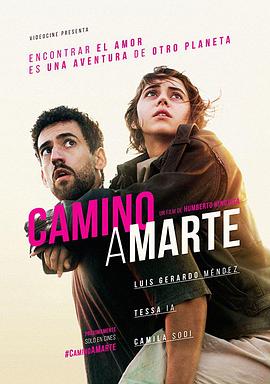 VIDEOCINE PRESENTA
ENCONTRAR EL AMOR
ES UNA AVENTURA DE OTRO PLANETA
CAMINO
UN FILM DE HUMBERTO HINOJOSA
A MARTE
LUIS GERARDO MÉNDEZ
TESSA IA
PRÓXIMAMENTE
SOLO EN CINES
#CAMINOAMARTE
CAMILA SODI